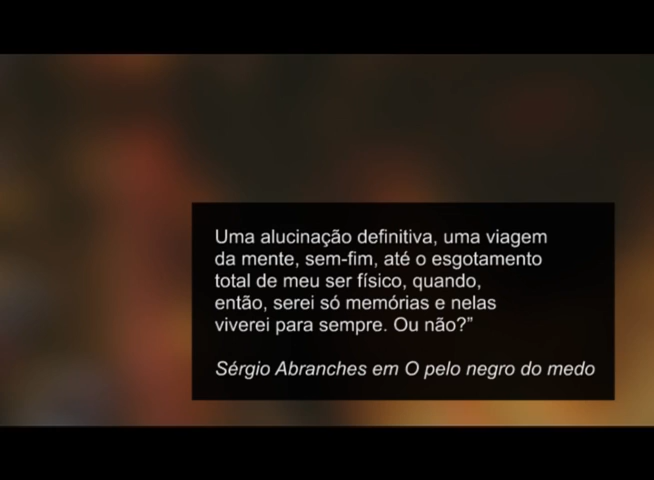 Uma alucinação definitiva, uma viagem
da mente, sem-fim, até o esgotamento
total de meu ser físico, quando,
então, serei só memórias e nelas
viverei para sempre. Ou não?”
Sérgio Abranches em O pelo negro do medo